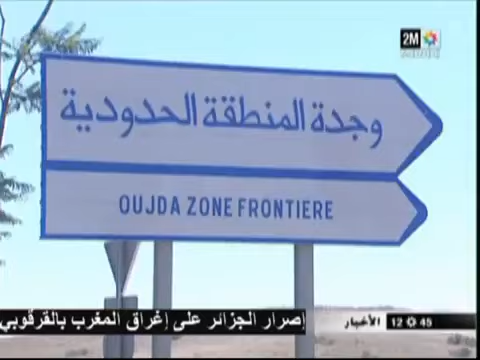 2M
وجدة المنطقة الحدودية
OUJDA ZONE FRONTIERE
إصرار الجزائر على إغراق المغرب بالقرقوبي
الأخبار
12 45